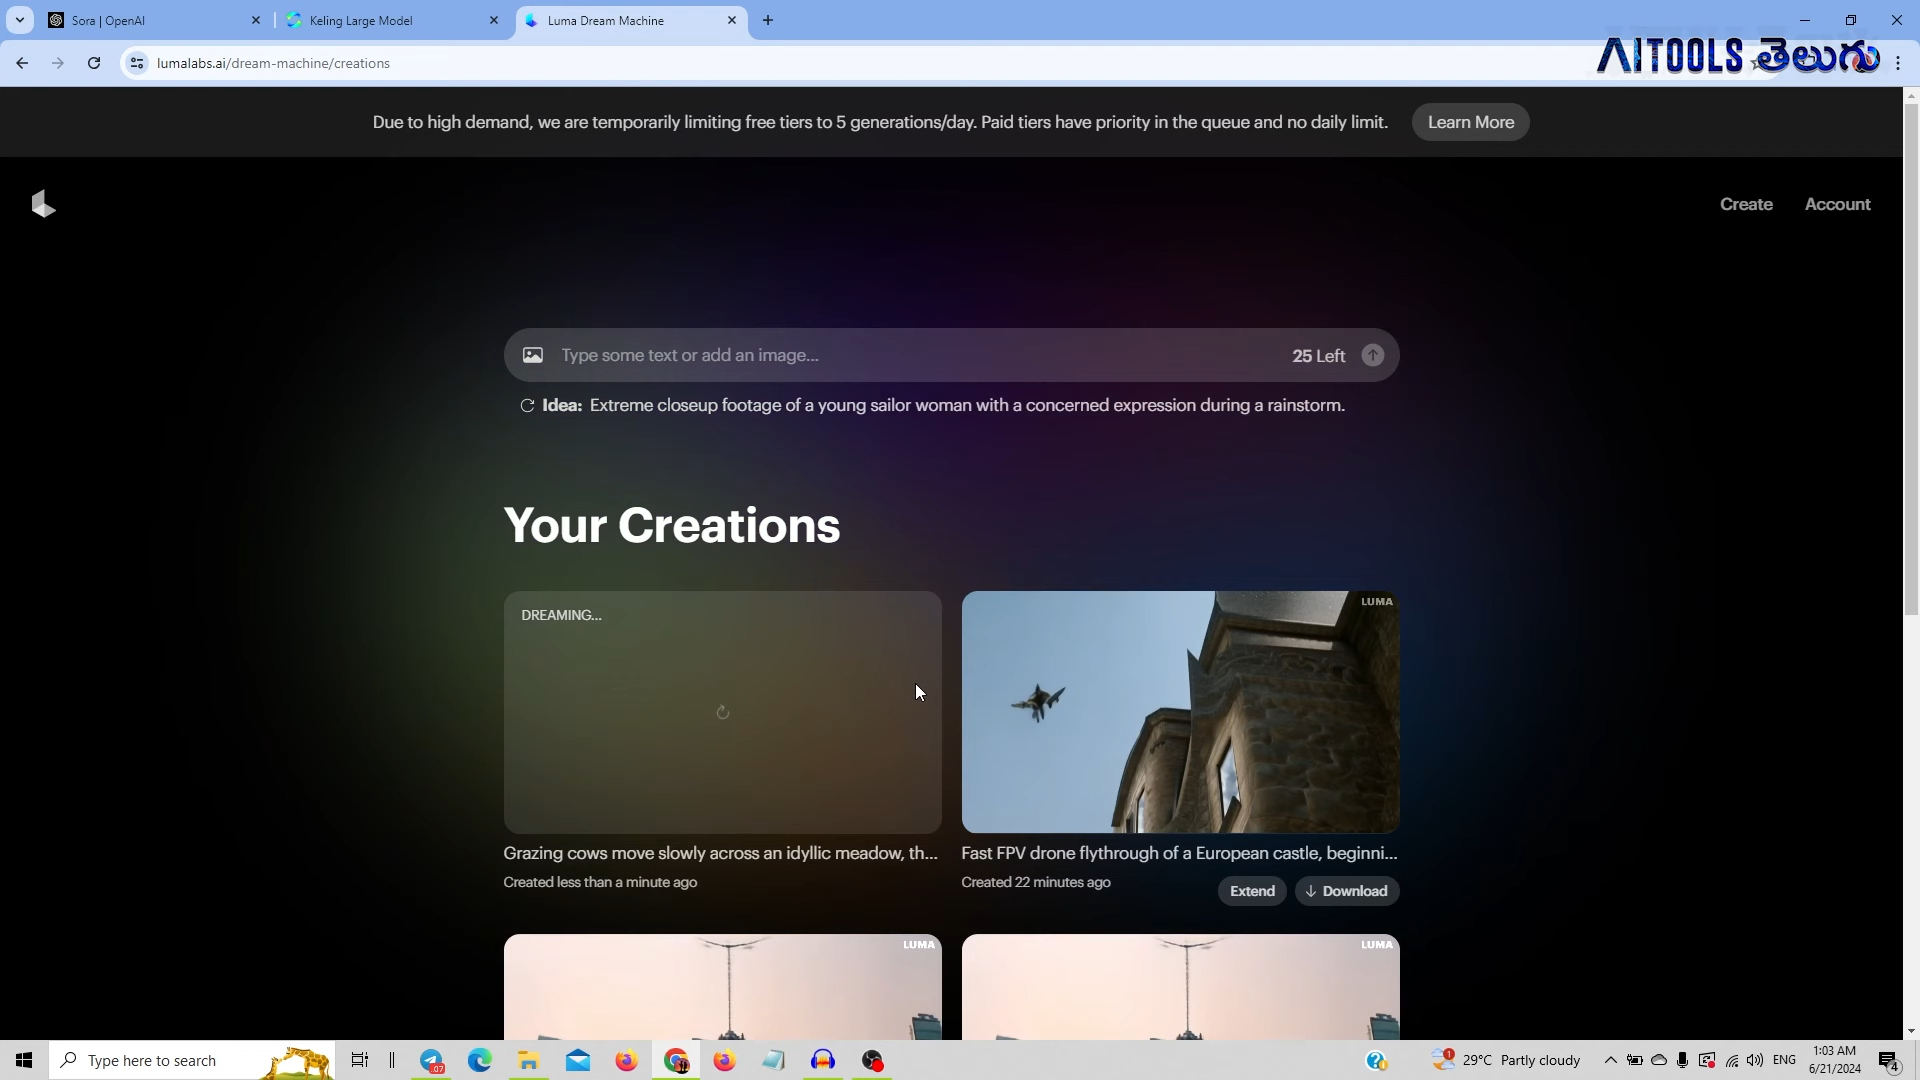 Sora | OpenAI
Keling Large Model
Luma Dream Machine
lumalabs.ai/dream-machine/creations
AITOOLS తెలుగు
Due to high demand, we are temporarily limiting free tiers to 5 generations/day. Paid tiers have priority in the queue and no daily limit.
Learn More
Create
Account
Type some text or add an image...
25 Left
Idea: Extreme closeup footage of a young sailor woman with a concerned expression during a rainstorm.
Your Creations
DREAMING...
LUMA
Grazing cows move slowly across an idyllic meadow, th...
Fast FPV drone flythrough of a European castle, beginni...
Created less than a minute ago
Created 22 minutes ago
Extend
Download
LUMA
LUMA
Type here to search
.07
1
29°C Partly cloudy
ENG
1:03 AM
6/21/2024
4